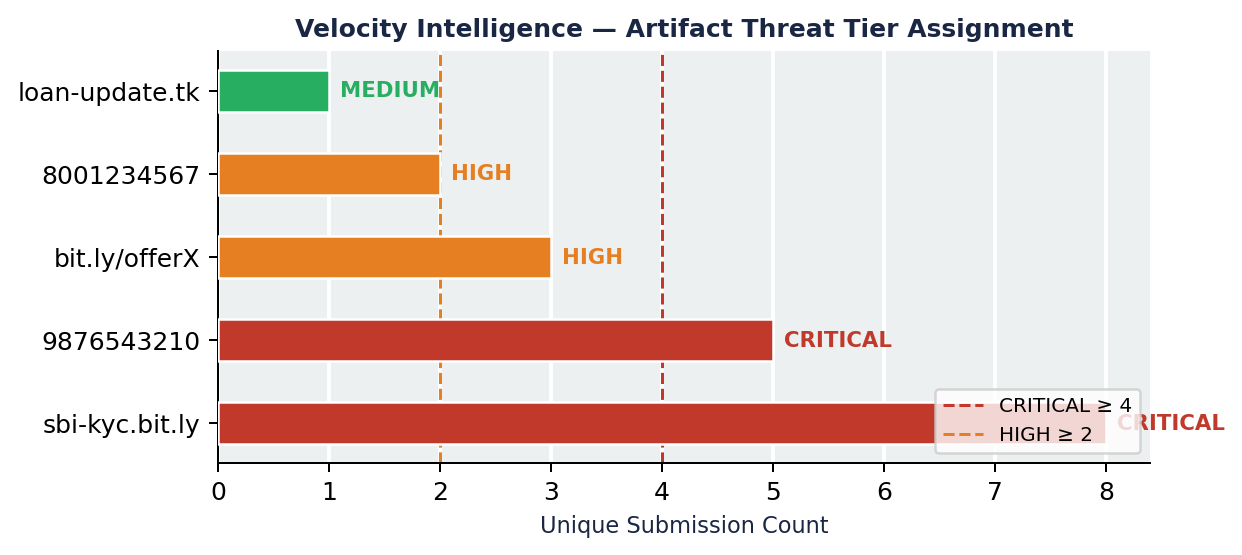 Velocity Intelligence — Artifact Threat Tier Assignment
loan-update.tk
MEDIUM
8001234567
HIGH
bit.ly/offerX
HIGH
9876543210
CRITICAL
sbi-kyc.bit.ly
CRITICAL
CRITICAL ≥ 4
HIGH ≥ 2
0 1 2 3 4 5 6 7 8
Unique Submission Count